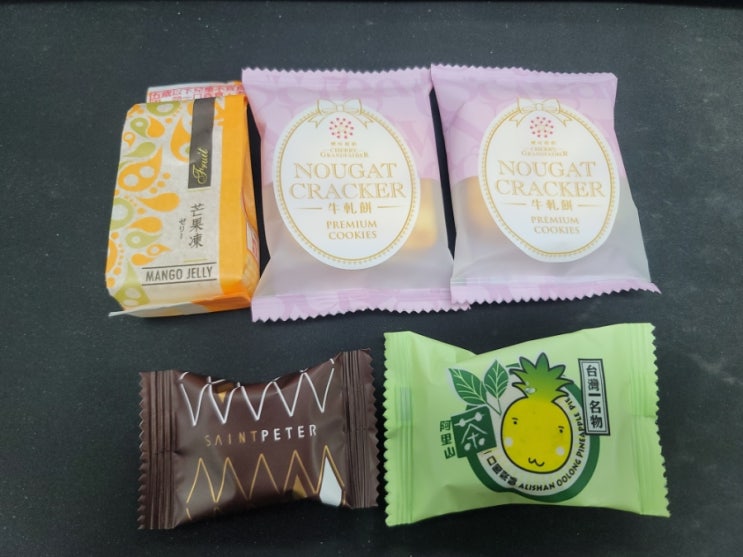 Fruit
芒果凍
ゼリー
MANGO JELLY
CHERRY
GRANDFATHER
NOUGAT
CRACKER
牛軋餅
PREMIUM
COOKIES
CHERRY
GRANDFATHER
NOUGAT
CRACKER
牛軋餅
PREMIUM
COOKIES
SAINTPETER
台灣一名物
阿里山
茶
ALISHAN OOLONG PINEAPPLE PIE